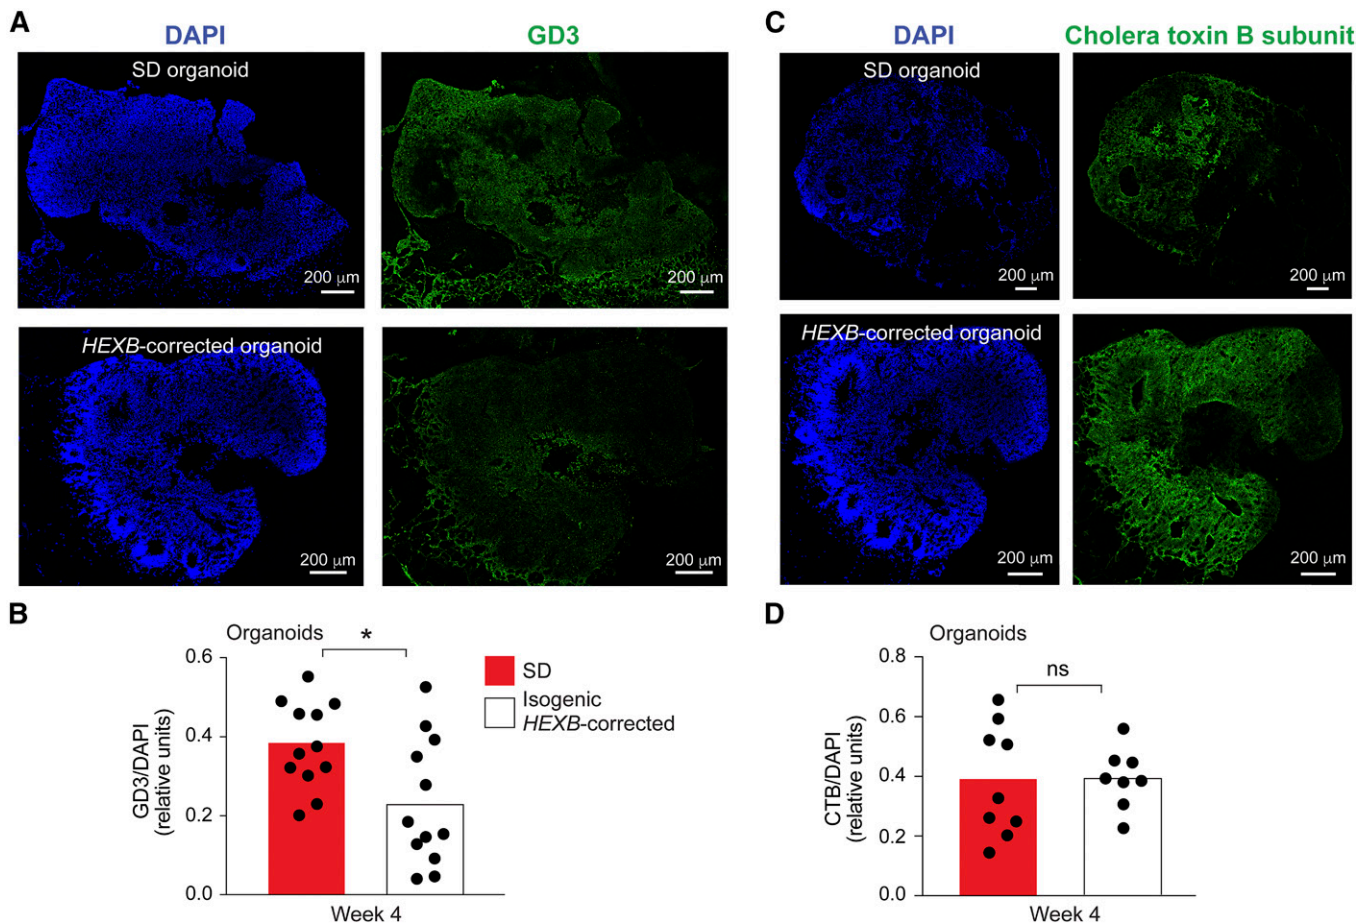 A
DAPI
GD3
SD organoid
200 μm
200 μm
HEXB-corrected organoid
200 μm
200 μm
C
DAPI
Cholera toxin B subunit
SD organoid
200 μm
200 μm
HEXB-corrected organoid
200 μm
200 μm
B
Organoids
*
0.6
0.4
0.2
0.0
GD3/DAPI
(relative units)
Week 4
SD
Isogenic
HEXB-corrected
D
Organoids
ns
0.8
0.6
0.4
0.2
0.0
CTB/DAPI
(relative units)
Week 4